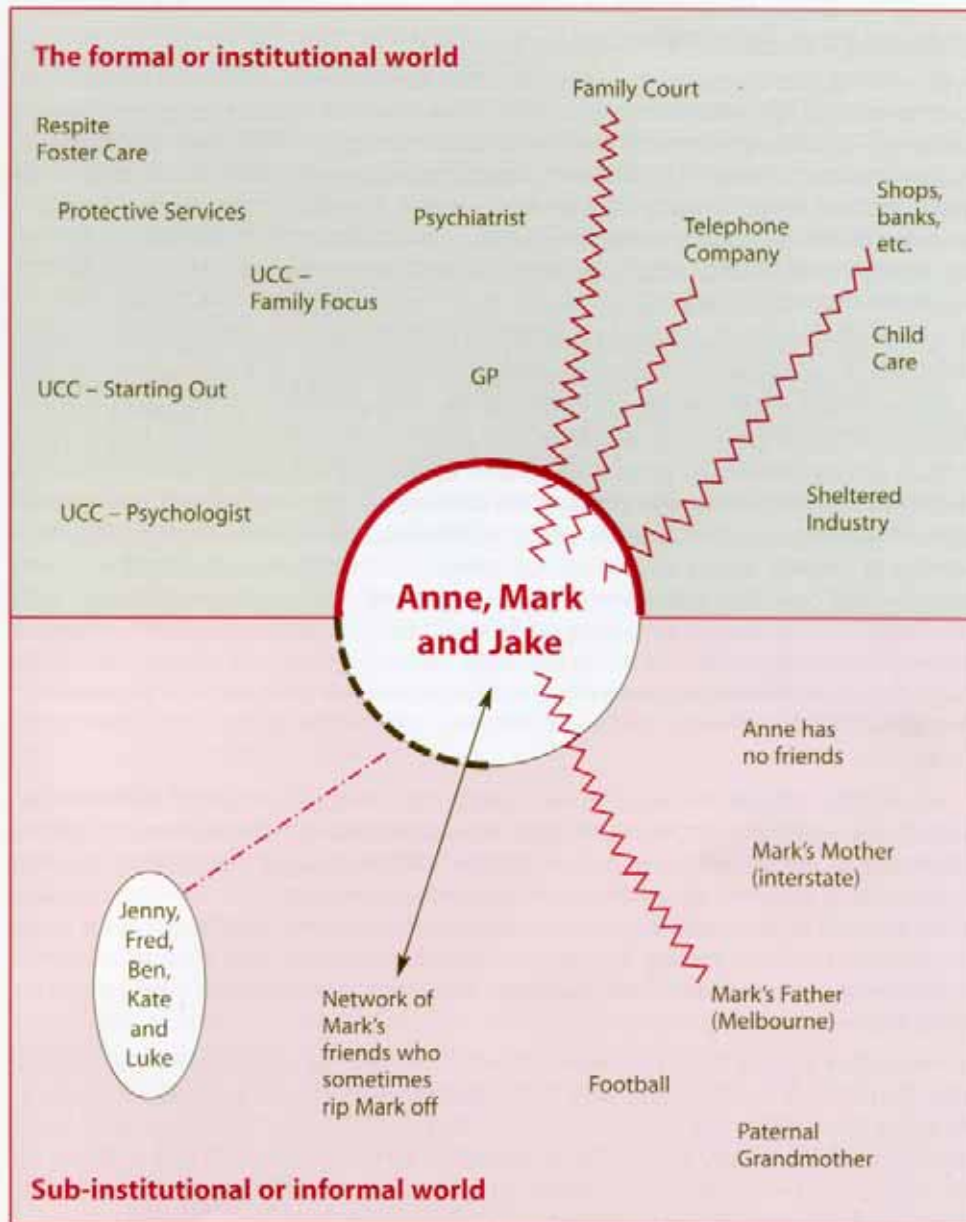 The formal or institutional world
Family Court
Respite
Foster Care
Protective Services
Psychiatrist
Telephone
Company
Shops,
banks,
etc.
UCC –
Family Focus
Child
Care
UCC – Starting Out
GP
UCC – Psychologist
Sheltered
Industry
Anne, Mark
and Jake
Anne has
no friends
Mark's Mother
(interstate)
Jenny,
Fred,
Ben,
Kate
and
Luke
Network of
Mark's
friends who
sometimes
rip Mark off
Mark's Father
(Melbourne)
Football
Paternal
Grandmother
Sub-institutional or informal world